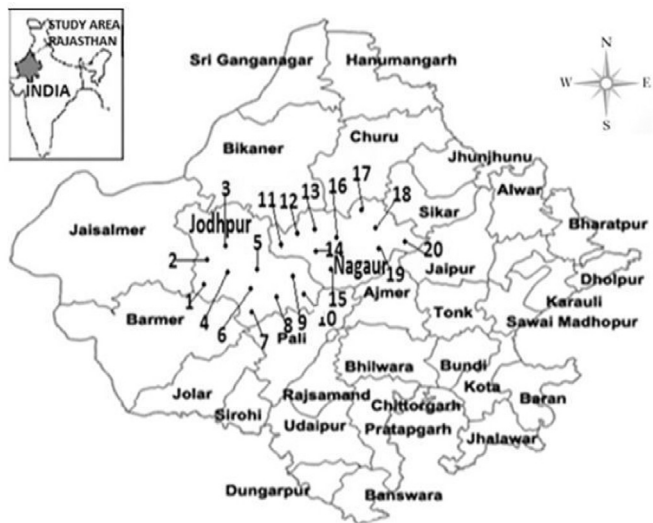 STUDY AREA
RAJASTHAN
INDIA
N
W E
S
Sri Ganganagar
Hanumangarh
Churu
Bikaner
Jhunjhunu
Alwar
Sikar
Bharatpur
Jaisalmer
Jodhpur
Nagaur
Jaipur
Dholpur
Karauli
Ajmer
Tonk
Sawai Madhopur
Barmer
Pali
Bhilwara
Bundi
Kota
Baran
Jolar
Sirohi
Rajsamand
Chittorgarh
Udaipur
Pratapgarh
Jhalawar
Dungarpur
Banswara
1
2
3
4
5
6
7
8
9
10
11
12
13
14
15
16
17
18
19
20